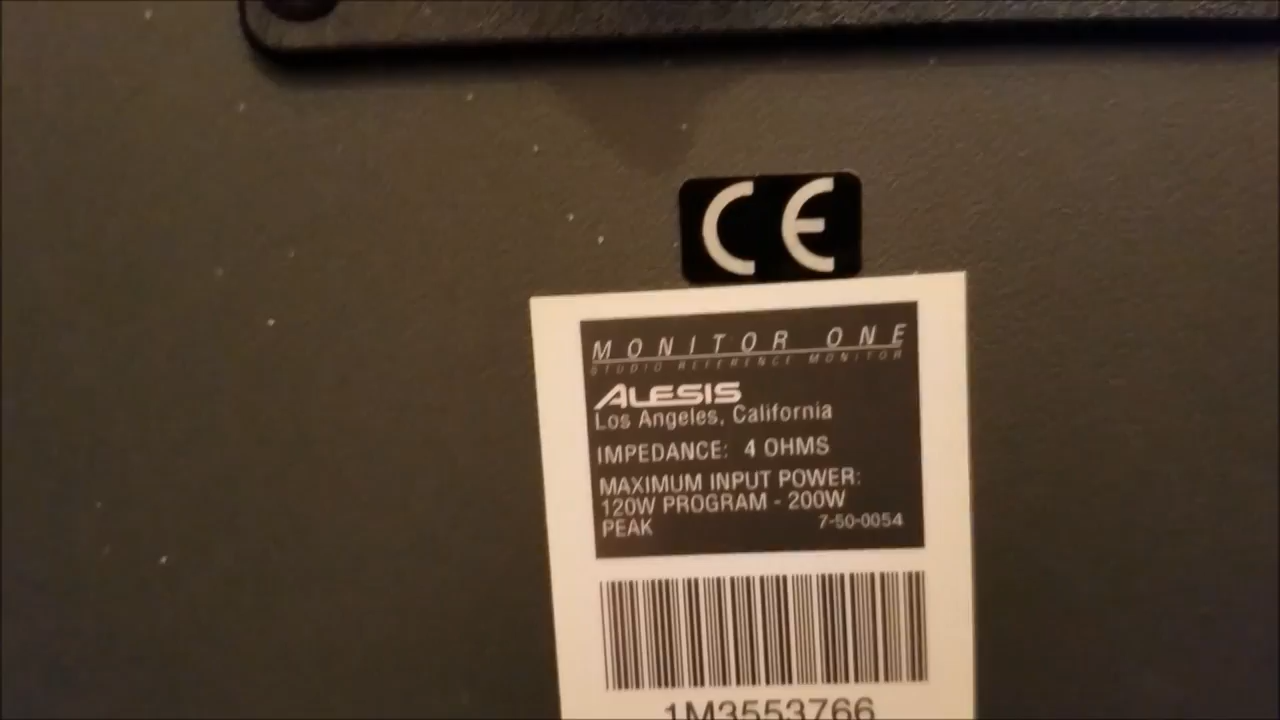 CE
MONITOR ONE
STUDIO REFERENCE MONITOR
ALESIS
Los Angeles, California
IMPEDANCE: 4 OHMS
MAXIMUM INPUT POWER:
120W PROGRAM - 200W
PEAK 7-50-0054
1M3553766